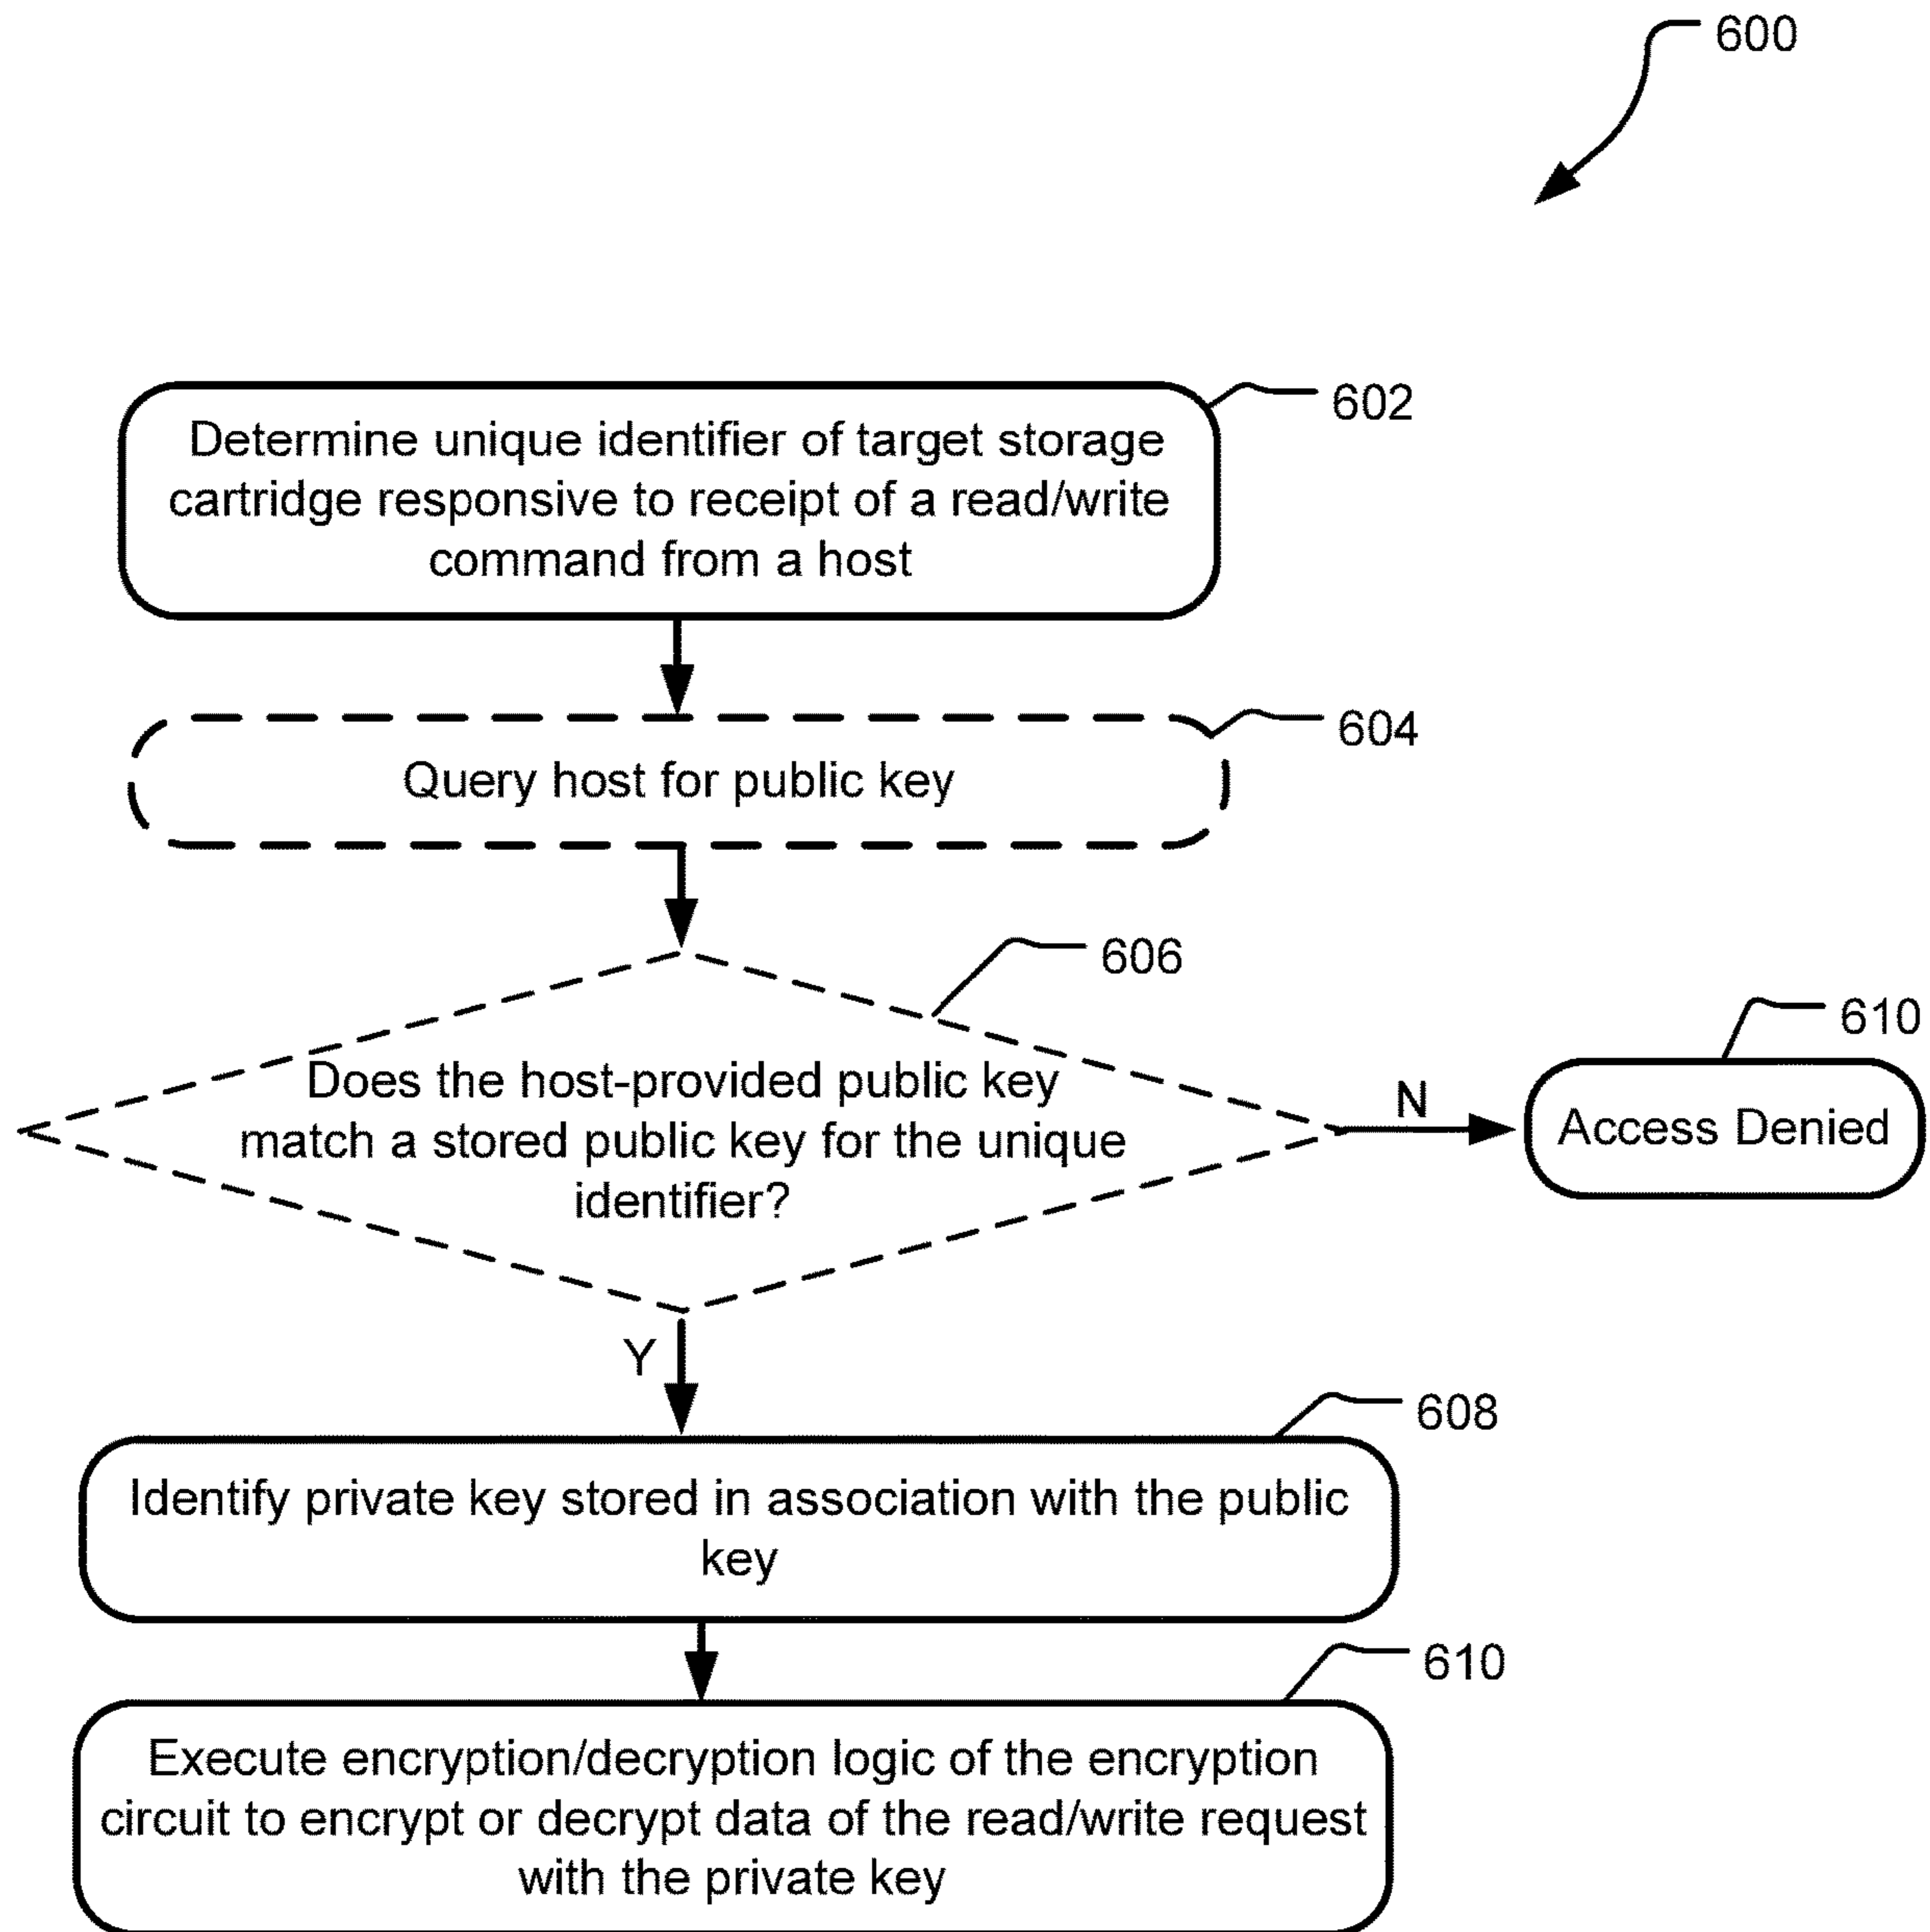 600
602
Determine unique identifier of target storage
cartridge responsive to receipt of a read/write
command from a host
604
Query host for public key
606
Does the host-provided public key
match a stored public key for the unique
identifier?
N
610
Access Denied
Y
608
Identify private key stored in association with the public
key
610
Execute encryption/decryption logic of the encryption
circuit to encrypt or decrypt data of the read/write request
with the private key